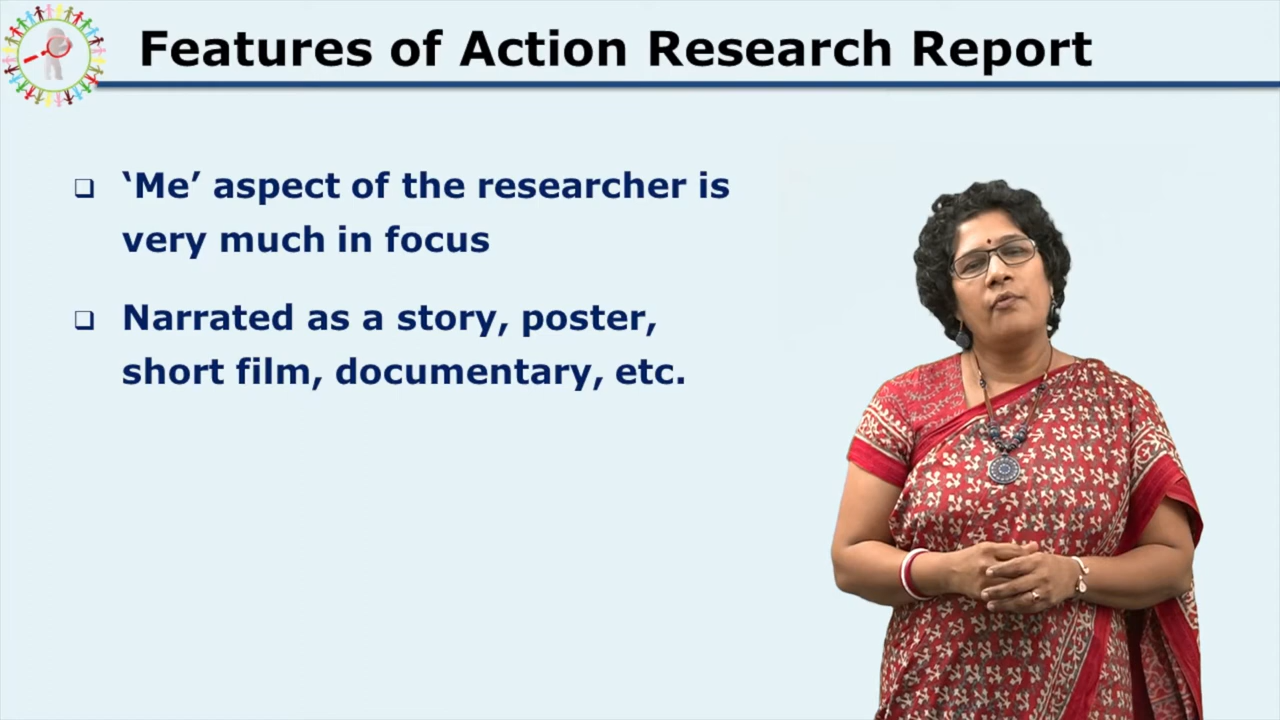 Features of Action Research Report
❑ ‘Me’ aspect of the researcher is
very much in focus
❑ Narrated as a story, poster,
short film, documentary, etc.